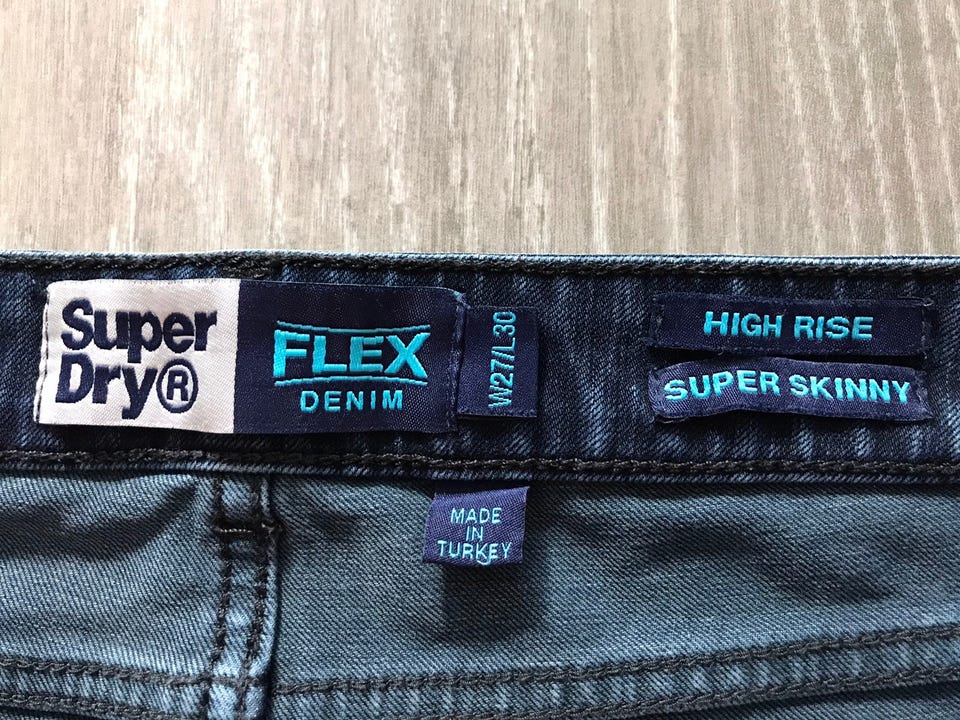 Super
Dry®
FLEX
DENIM
W27/L30
HIGH RISE
SUPER SKINNY
MADE
IN
TURKEY